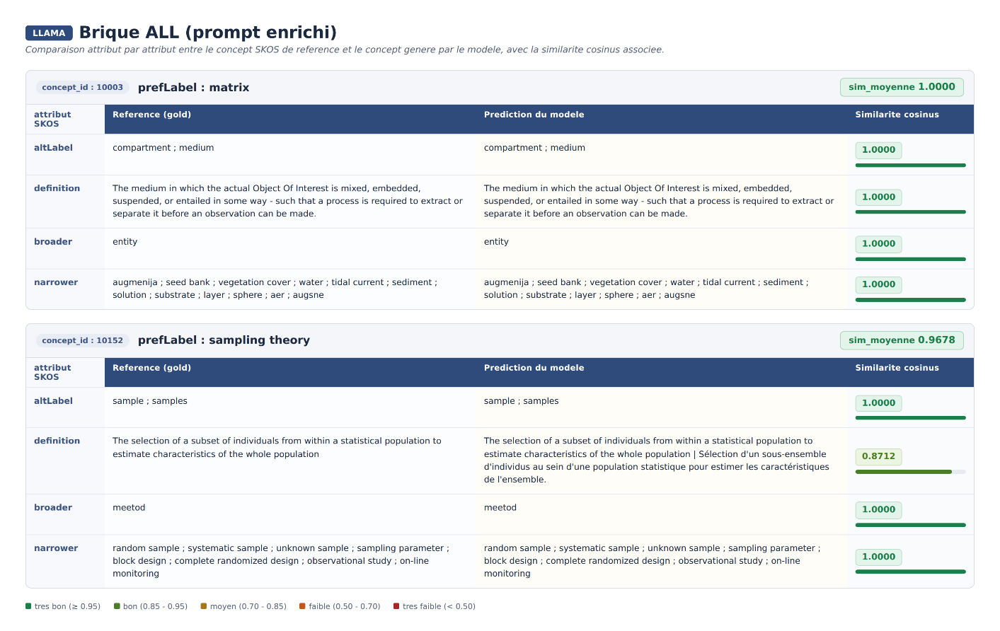 LLAMA Brique ALL (prompt enrichi)
Comparaison attribut par attribut entre le concept SKOS de reference et le concept genere par le modele, avec la similarite cosinus associee.
concept_id : 10003 prefLabel : matrix sim_moyenne 1.0000
attribut SKOS Reference (gold) Prediction du modele Similarite cosinus
altLabel compartment ; medium compartment ; medium 1.0000
definition
The medium in which the actual Object Of Interest is mixed, embedded,
suspended, or entailed in some way - such that a process is required to extract or
separate it before an observation can be made.
The medium in which the actual Object Of Interest is mixed, embedded,
suspended, or entailed in some way - such that a process is required to extract or
separate it before an observation can be made.
1.0000
broader entity entity 1.0000
narrower
augmenija ; seed bank ; vegetation cover ; water ; tidal current ; sediment ;
solution ; substrate ; layer ; sphere ; aer ; augsne
augmenija ; seed bank ; vegetation cover ; water ; tidal current ; sediment ;
solution ; substrate ; layer ; sphere ; aer ; augsne
1.0000
concept_id : 10152 prefLabel : sampling theory sim_moyenne 0.9678
attribut SKOS Reference (gold) Prediction du modele Similarite cosinus
altLabel sample ; samples sample ; samples 1.0000
definition
The selection of a subset of individuals from within a statistical population to
estimate characteristics of the whole population
The selection of a subset of individuals from within a statistical population to
estimate characteristics of the whole population | Sélection d'un sous-ensemble
d'individus au sein d'une population statistique pour estimer les caractéristiques
de l'ensemble.
0.8712
broader meetod meetod 1.0000
narrower
random sample ; systematic sample ; unknown sample ; sampling parameter ;
block design ; complete randomized design ; observational study ; on-line
monitoring
random sample ; systematic sample ; unknown sample ; sampling parameter ;
block design ; complete randomized design ; observational study ; on-line
monitoring
1.0000
tres bon (≥ 0.95) bon (0.85 - 0.95) moyen (0.70 - 0.85) faible (0.50 - 0.70) tres faible (< 0.50)